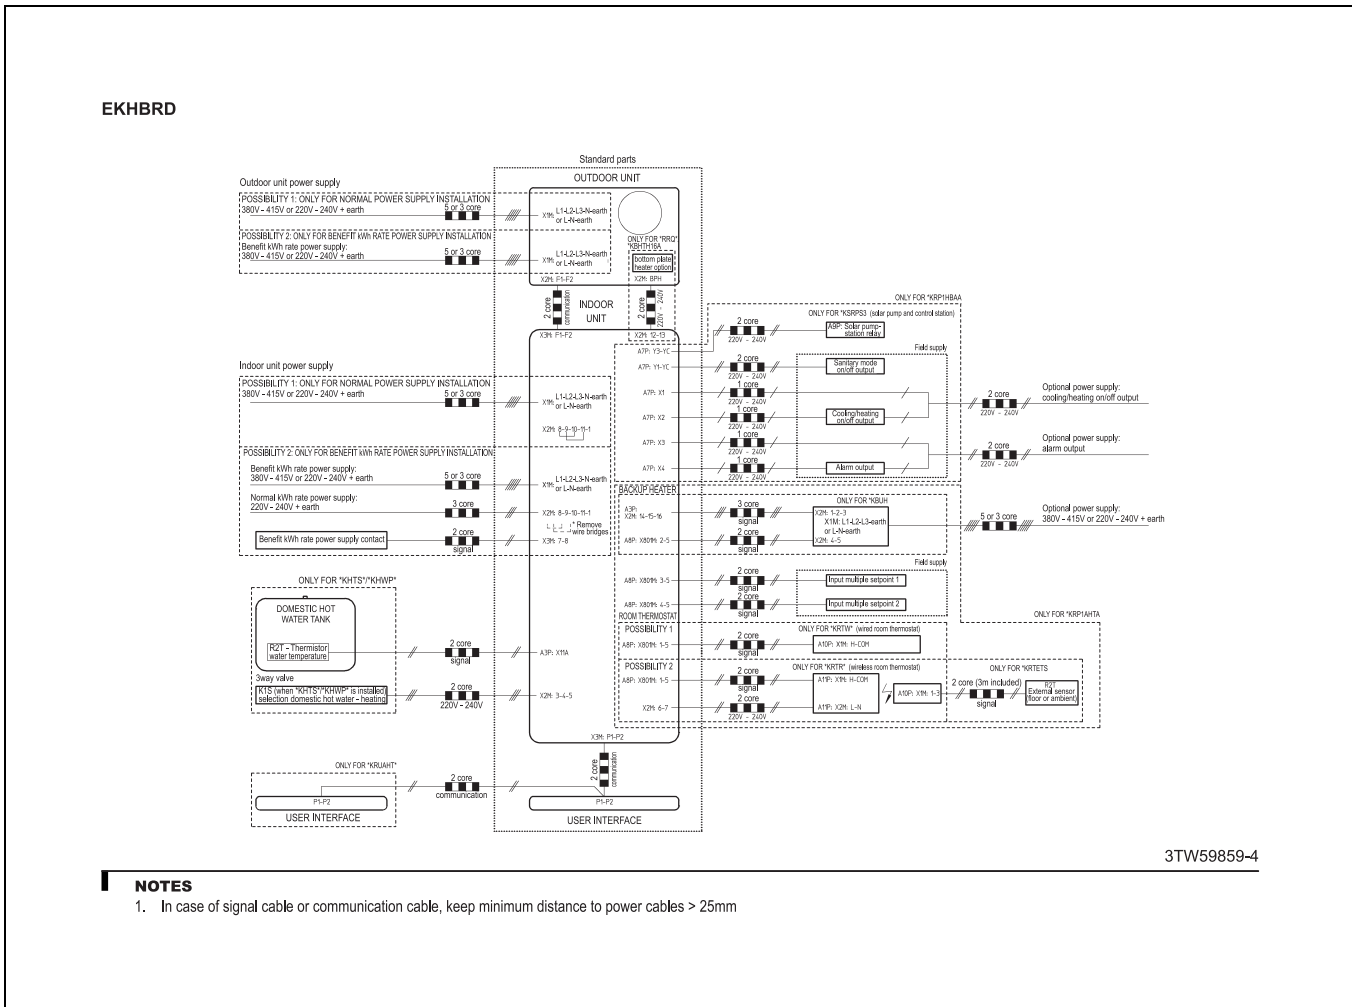 EKHBRD
Standard parts
OUTDOOR UNIT
Outdoor unit power supply
POSSIBILITY 1: ONLY FOR NORMAL POWER SUPPLY INSTALLATION
380V - 415V or 220V - 240V + earth
5 or 3 core
X1M:
L1-L2-L3-N-earth
or L-N-earth
POSSIBILITY 2: ONLY FOR BENEFIT kWh RATE POWER SUPPLY INSTALLATION
Benefit kWh rate power supply:
380V - 415V or 220V - 240V + earth
5 or 3 core
X1M:
L1-L2-L3-N-earth
or L-N-earth
ONLY FOR *RRQ*
*KBHTH16A
bottom plate
heater option
X2M: F1-F2
X2M: BPH
2 core
communication
INDOOR
UNIT
2 core
220V - 240V
X3M: F1-F2
X2M: 12-13
Indoor unit power supply
POSSIBILITY 1: ONLY FOR NORMAL POWER SUPPLY INSTALLATION
380V - 415V or 220V - 240V + earth
5 or 3 core
X1M:
L1-L2-L3-N-earth
or L-N-earth
X2M: 8-9-10-11-1
POSSIBILITY 2: ONLY FOR BENEFIT kWh RATE POWER SUPPLY INSTALLATION
Benefit kWh rate power supply:
380V - 415V or 220V - 240V + earth
5 or 3 core
X1M:
L1-L2-L3-N-earth
or L-N-earth
Normal kWh rate power supply:
220V - 240V + earth
3 core
X2M: 8-9-10-11-1
* Remove
wire bridges
Benefit kWh rate power supply contact
2 core
signal
X3M: 7-8
ONLY FOR *KHTS*/*KHWP*
DOMESTIC HOT
WATER TANK
R2T - Thermistor
water temperature
2 core
signal
A3P: X11A
3way valve
K1S (when *KHTS*/*KHWP* is installed)
selection domestic hot water - heating
2 core
220V - 240V
X2M: 3-4-5
X3M: P1-P2
2 core
communication
ONLY FOR *KRUAHT*
2 core
communication
P1-P2
USER INTERFACE
P1-P2
USER INTERFACE
ONLY FOR *KRP1HBAA
ONLY FOR *KSRPS3 (solar pump and control station)
A7P: Y3-YC
2 core
220V - 240V
A9P: Solar pump-
station relay
Field supply
A7P: Y1-YC
2 core
220V - 240V
Sanitary mode
on/off output
A7P: X1
1 core
220V - 240V
A7P: X2
1 core
220V - 240V
Cooling/heating
on/off output
2 core
220V - 240V
Optional power supply:
cooling/heating on/off output
A7P: X3
1 core
220V - 240V
A7P: X4
1 core
220V - 240V
Alarm output
2 core
220V - 240V
Optional power supply:
alarm output
BACKUP HEATER
ONLY FOR *KBUH
A3P:
X2M: 14-15-16
3 core
signal
X2M: 1-2-3
X1M: L1-L2-L3-earth
or L-N-earth
X2M: 4-5
A8P: X801M: 2-5
2 core
signal
5 or 3 core
Optional power supply:
380V - 415V or 220V - 240V + earth
Field supply
A8P: X801M: 3-5
2 core
signal
Input multiple setpoint 1
A8P: X801M: 4-5
2 core
signal
Input multiple setpoint 2
ONLY FOR *KRP1AHTA
ROOM THERMOSTAT
POSSIBILITY 1
ONLY FOR *KRTW* (wired room thermostat)
A8P: X801M: 1-5
2 core
signal
A10P: X1M: H-COM
POSSIBILITY 2
ONLY FOR *KRTR* (wireless room thermostat)
ONLY FOR *KRTETS
A8P: X801M: 1-5
2 core
signal
A11P: X1M: H-COM
A10P: X1M: 1-3
2 core (3m included)
signal
R2T
External sensor
(floor or ambient)
X2M: 6-7
2 core
220V - 240V
A11P: X2M: L-N
3TW59859-4
NOTES
1. In case of signal cable or communication cable, keep minimum distance to power cables > 25mm